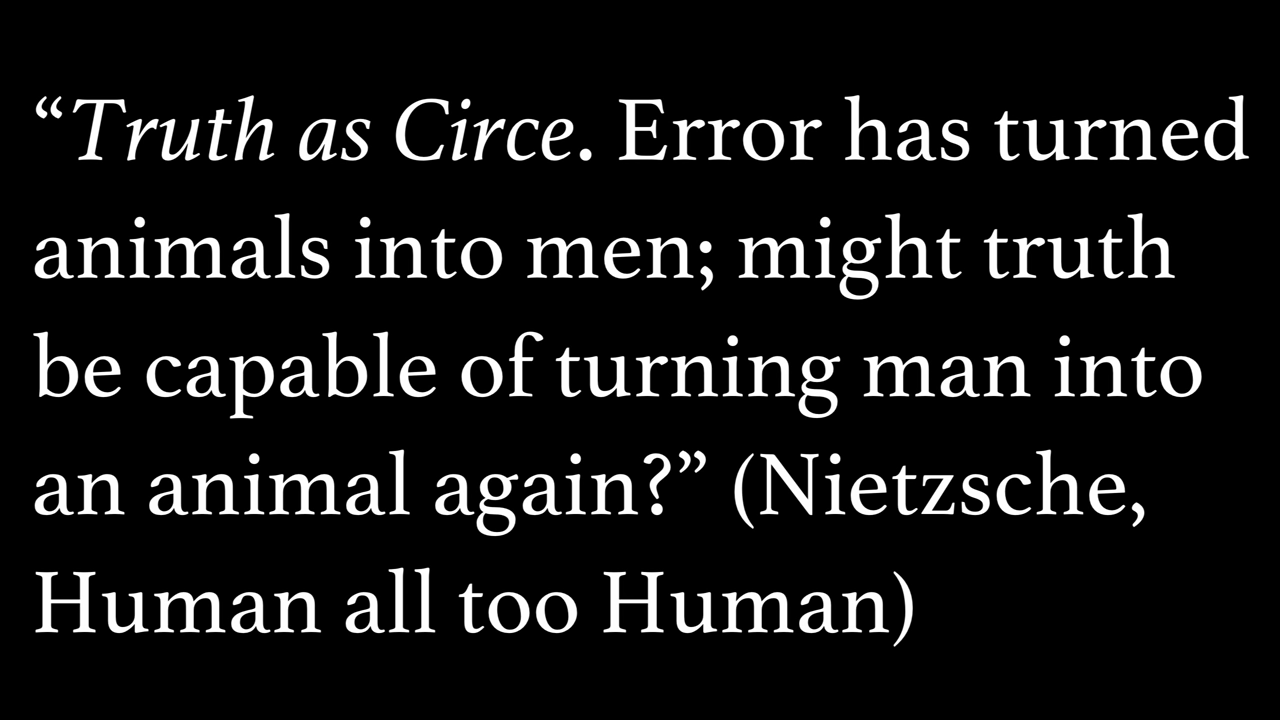 “Truth as Circe. Error has turned
animals into men; might truth
be capable of turning man into
an animal again?” (Nietzsche,
Human all too Human)